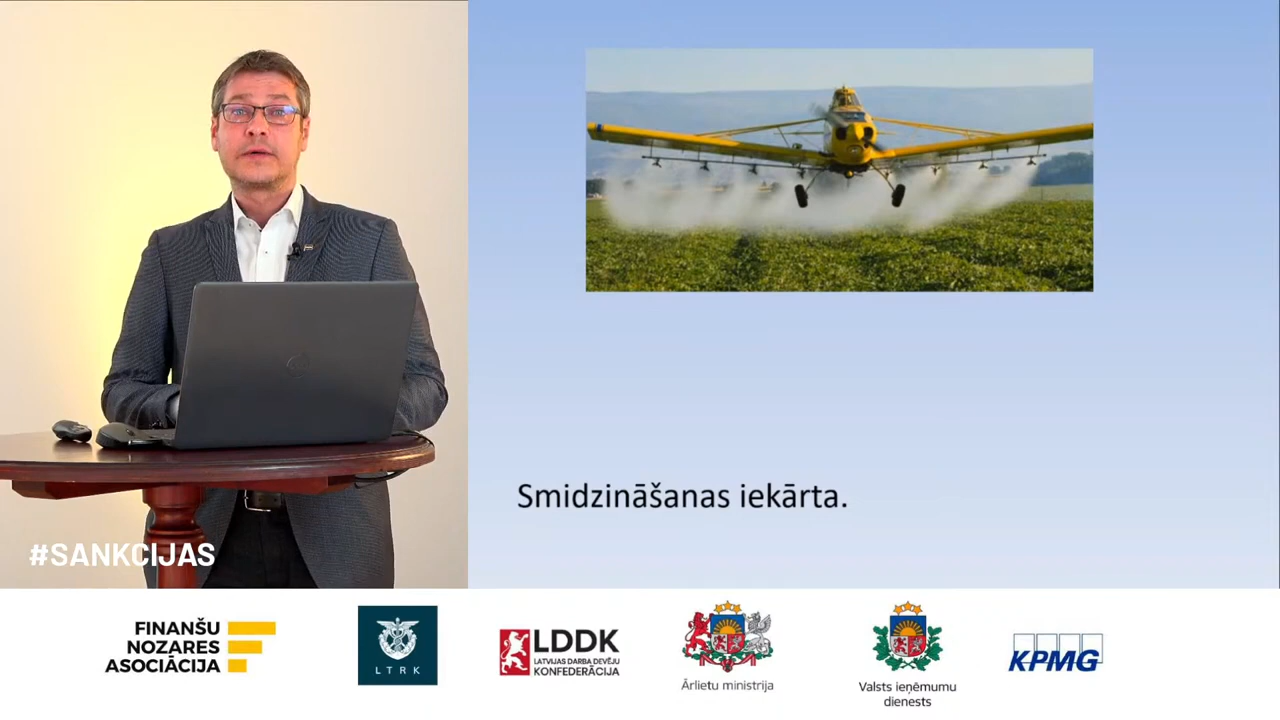 Smidzināšanas iekārta.
#SANKCIJAS
FINANŠU
NOZARES
ASOCIĀCIJA
LTRK
LDDK
LATVIJAS DARBA DEVĒJU
KONFEDERĀCIJA
Ārlietu ministrija
Valsts ieņēmumu
dienests
KPMG